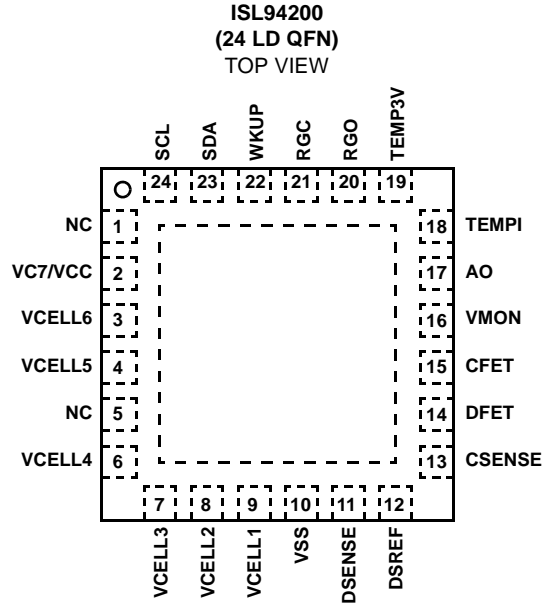 ISL94200
(24 LD QFN)
TOP VIEW
SCL
SDA
WKUP
RGC
RGO
TEMP3V
24 23 22 21 20 19
NC 1
VC7/VCC 2
VCELL6 3
VCELL5 4
NC 5
VCELL4 6
18 TEMPI
17 AO
16 VMON
15 CFET
14 DFET
13 CSENSE
7 8 9 10 11 12
VCELL3
VCELL2
VCELL1
VSS
DSENSE
DSREF